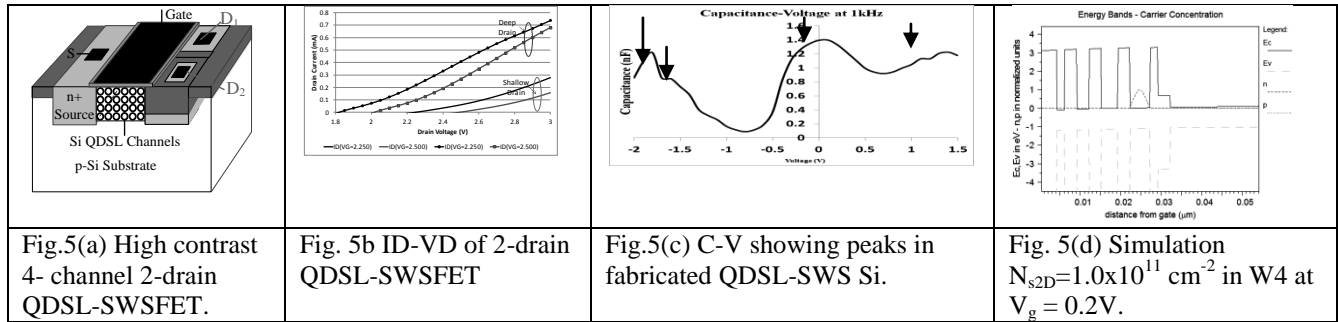 Gate
D1
S
D2
n+
Source
Si QDSL Channels
p-Si Substrate
0.8
0.7
0.6
0.5
0.4
0.3
0.2
0.1
0
Drain Current (mA)
Deep
Drain
Shallow
Drain
1.8 2 2.2 2.4 2.6 2.8 3
Drain Voltage (V)
ID(VG=2.250) ID(VG=2.500) ID(VG=2.250) ID(VG=2.500)
Capacitance-Voltage at 1kHz
1.6
1.4
1.2
1
0.8
0.6
0.4
0.2
0
Capacitance (nF)
-2 -1.5 -1 -0.5 0 0.5 1 1.5
Voltage (V)
Energy Bands - Carrier Concentration
Legend:
Ec
Ev
n
p
4
3
2
1
0
-1
-2
-3
-4
Ec,Ev in eV - n,p in normalized units
0.01 0.02 0.03 0.04 0.05
distance from gate (μm)
Fig.5(a) High contrast
4- channel 2-drain
QDSL-SWSFET.
Fig. 5b ID-VD of 2-drain
QDSL-SWSFET
Fig.5(c) C-V showing peaks in
fabricated QDSL-SWS Si.
Fig. 5(d) Simulation
Ns2D=1.0x10^11 cm^-2 in W4 at
Vg = 0.2V.